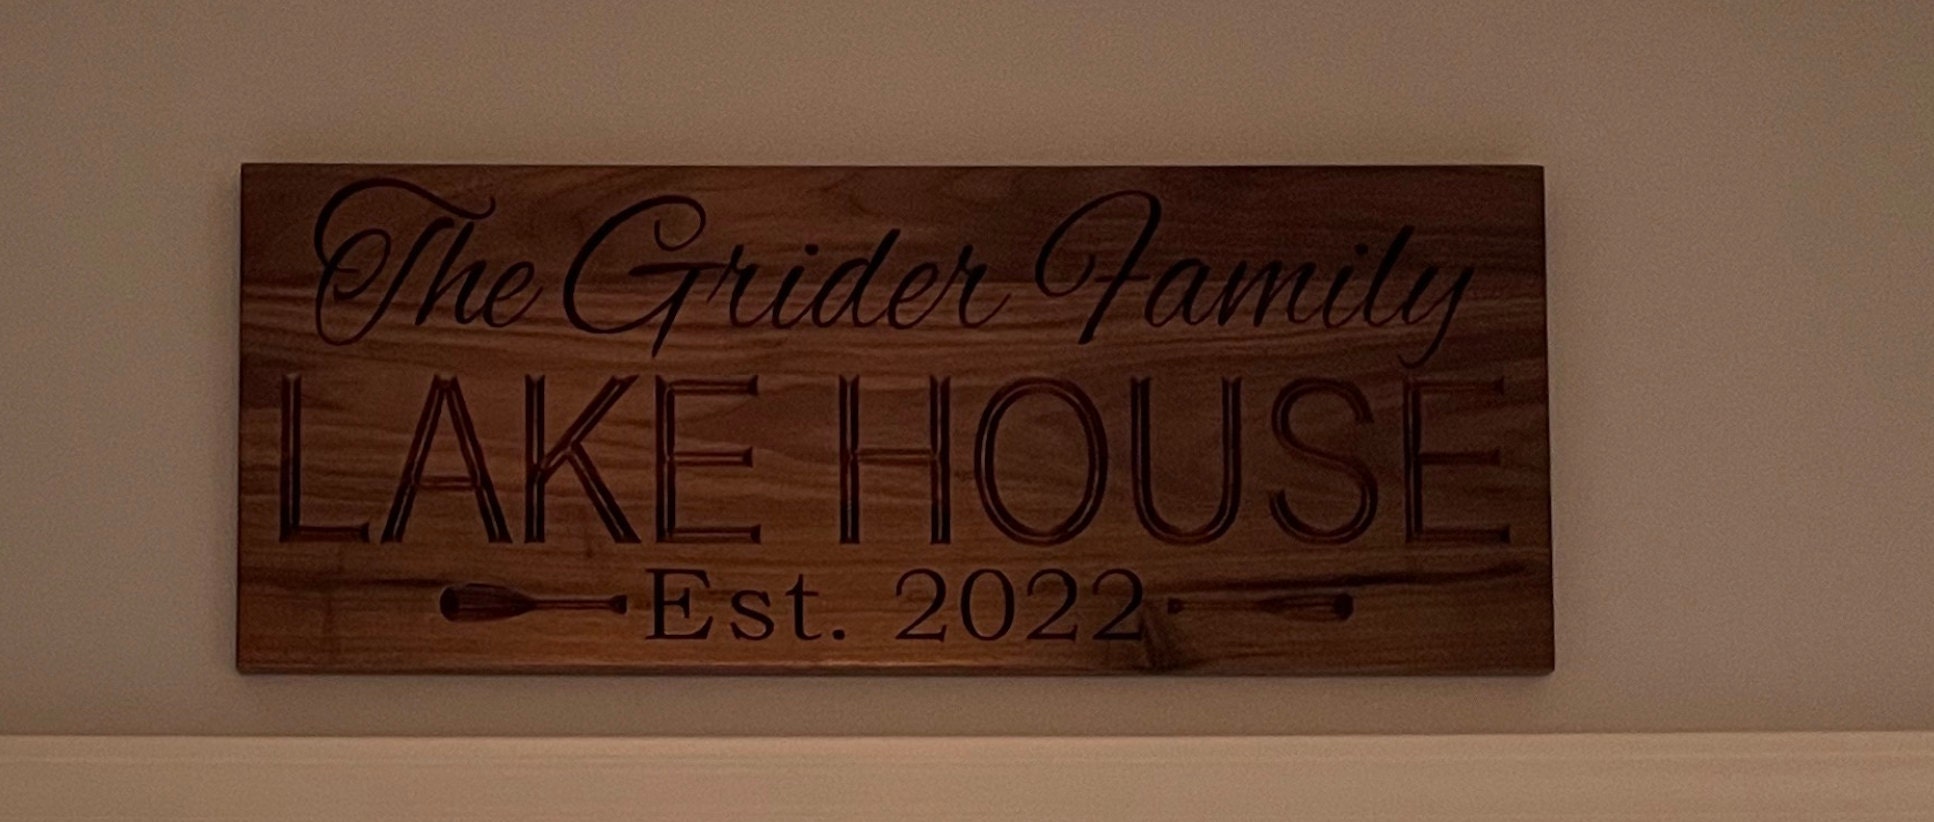 The Grider Family
LAKE HOUSE
Est. 2022